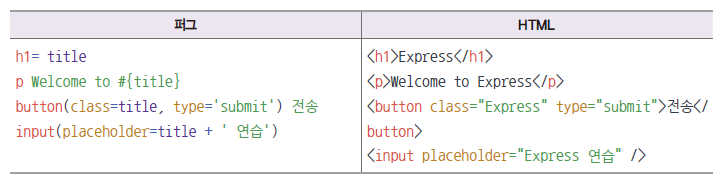 퍼그
HTML
h1= title
p Welcome to #{title}
button(class=title, type='submit') 전송
input(placeholder=title + ' 연습')
<h1>Express</h1>
<p>Welcome to Express</p>
<button class="Express" type="submit">전송</
button>
<input placeholder="Express 연습" />